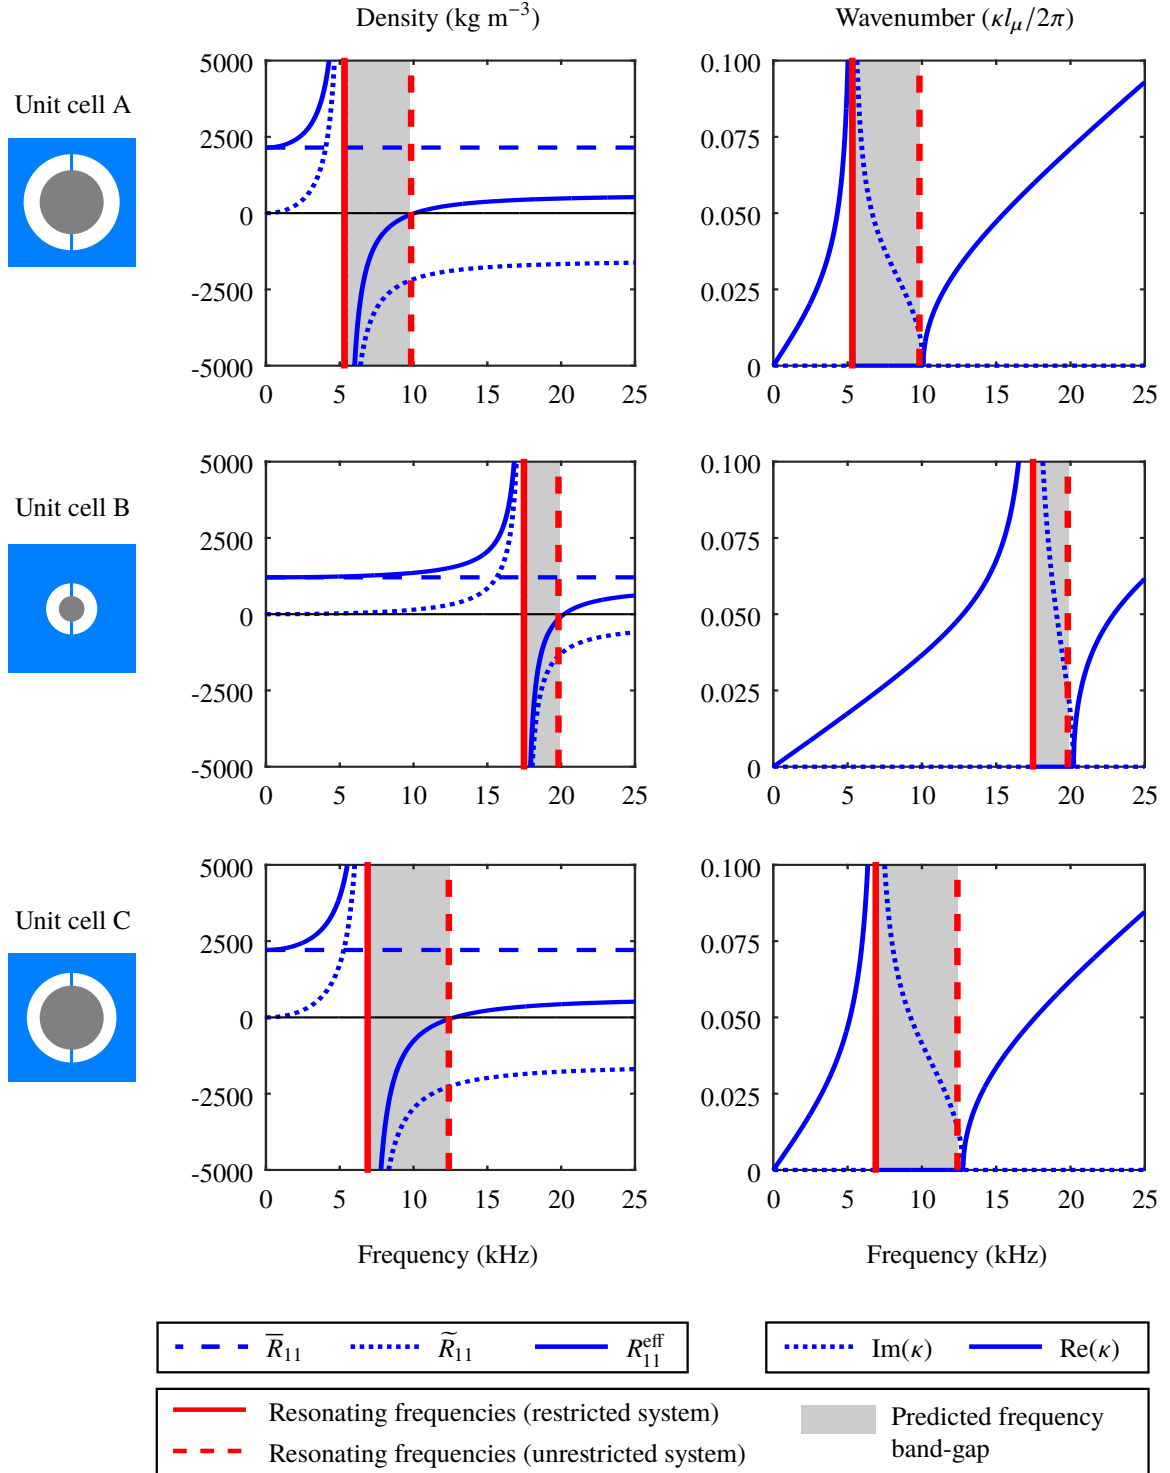 Density (kg m⁻³)
Wavenumber (κl_μ/2π)
Unit cell A
5000
2500
0
-2500
-5000
0 5 10 15 20 25
0.100
0.075
0.050
0.025
0
0 5 10 15 20 25
Unit cell B
5000
2500
0
-2500
-5000
0 5 10 15 20 25
0.100
0.075
0.050
0.025
0
0 5 10 15 20 25
Unit cell C
5000
2500
0
-2500
-5000
0 5 10 15 20 25
0.100
0.075
0.050
0.025
0
0 5 10 15 20 25
Frequency (kHz)
Frequency (kHz)
R̅₁₁ R̃₁₁ R₁₁^eff
Im(κ) Re(κ)
Resonating frequencies (restricted system)
Resonating frequencies (unrestricted system)
Predicted frequency
band-gap